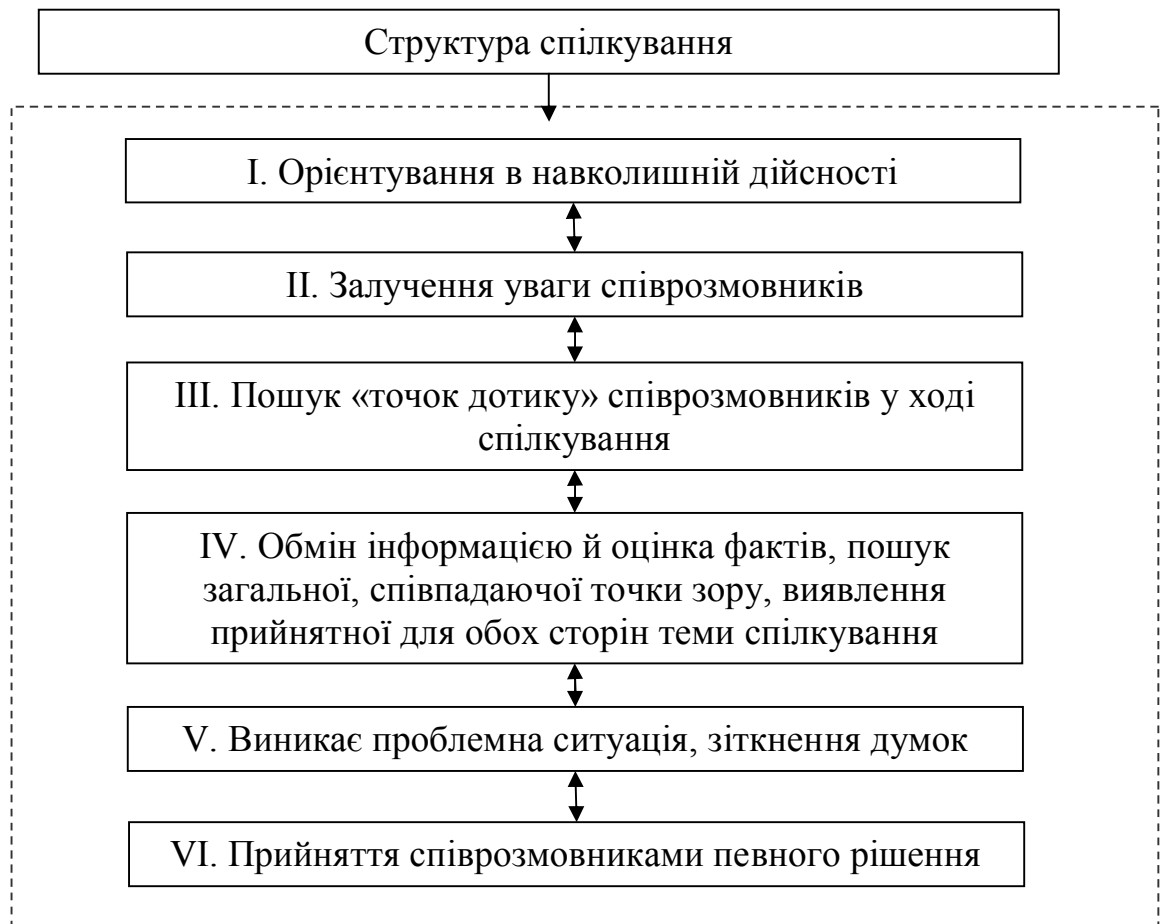 Структура спілкування
I. Орієнтування в навколишній дійсності
II. Залучення уваги співрозмовників
III. Пошук «точок дотику» співрозмовників у ході
спілкування
IV. Обмін інформацією й оцінка фактів, пошук
загальної, співпадаючої точки зору, виявлення
прийнятної для обох сторін теми спілкування
V. Виникає проблемна ситуація, зіткнення думок
VI. Прийняття співрозмовниками певного рішення